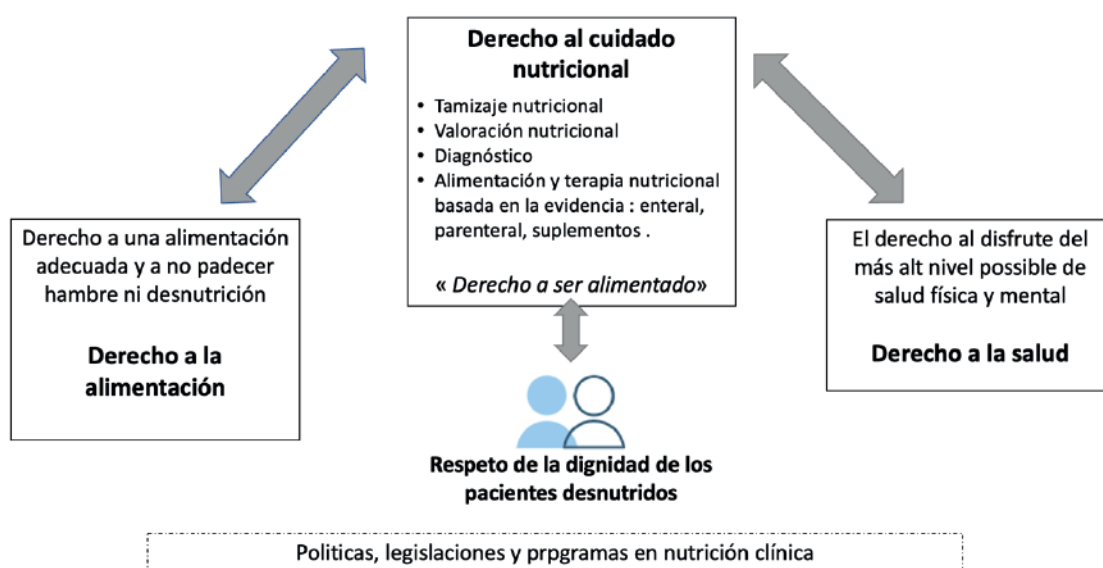 Derecho al cuidado
nutricional
• Tamizaje nutricional
• Valoración nutricional
• Diagnóstico
• Alimentación y terapia nutricional
basada en la evidencia : enteral,
parenteral, suplementos .
« Derecho a ser alimentado»
Derecho a una alimentación
adecuada y a no padecer
hambre ni desnutrición
Derecho a la
alimentación
El derecho al disfrute del
más alt nivel possible de
salud física y mental
Derecho a la salud
Respeto de la dignidad de los
pacientes desnutridos
Politicas, legislaciones y prpgramas en nutrición clínica